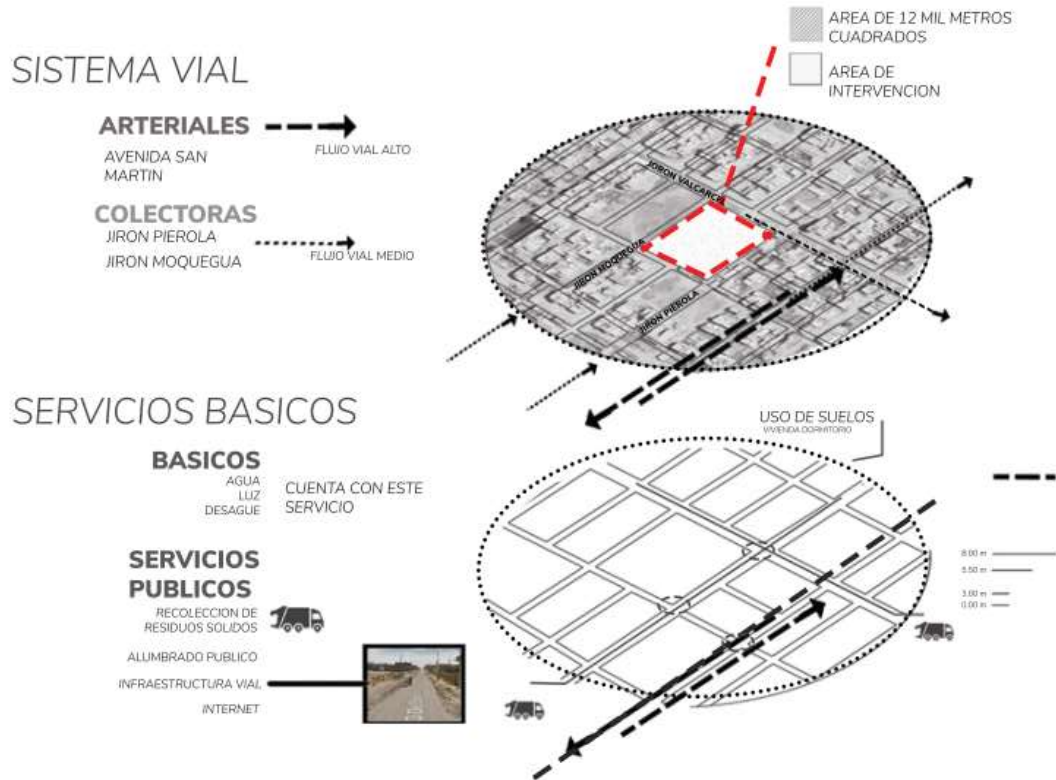 SISTEMA VIAL
ARTERIALES
AVENIDA SAN
MARTIN
FLUJO VIAL ALTO
COLECTORAS
JIRON PIEROLA
JIRON MOQUEGUA
FLUJO VIAL MEDIO
AREA DE 12 MIL METROS
CUADRADOS
AREA DE
INTERVENCION
JIRON MOQUEGUA
JIRON PIEROLA
SERVICIOS BASICOS
BASICOS
AGUA
LUZ
DESAGUE
CUENTA CON ESTE
SERVICIO
SERVICIOS
PUBLICOS
RECOLECCION DE
RESIDUOS SOLIDOS
ALUMBRADO PUBLICO
INFRAESTRUCTURA VIAL
INTERNET
USO DE SUELOS
VIVIENDA DORMITORIO
8.00 m
5.50 m
3.00 m
0.00 m